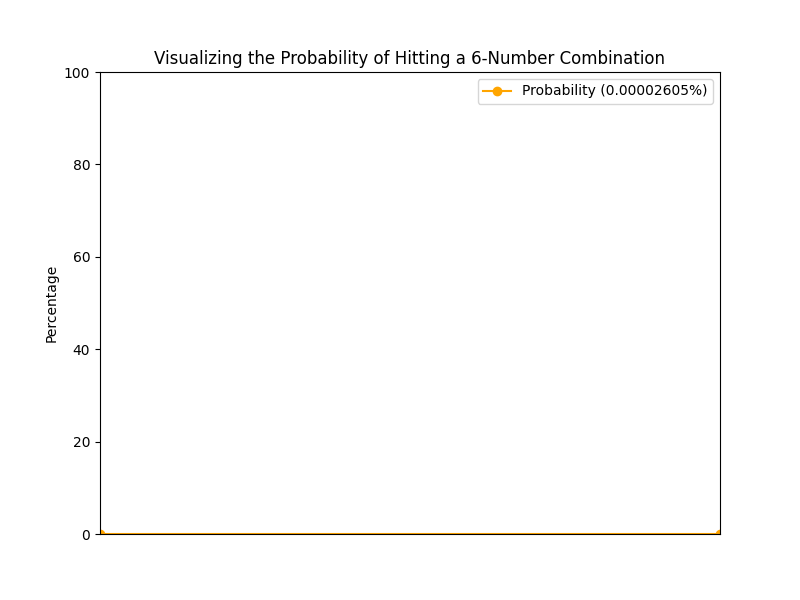 Visualizing the Probability of Hitting a 6-Number Combination
100
Probability (0.00002605%)
80
60
Percentage
40
20
0